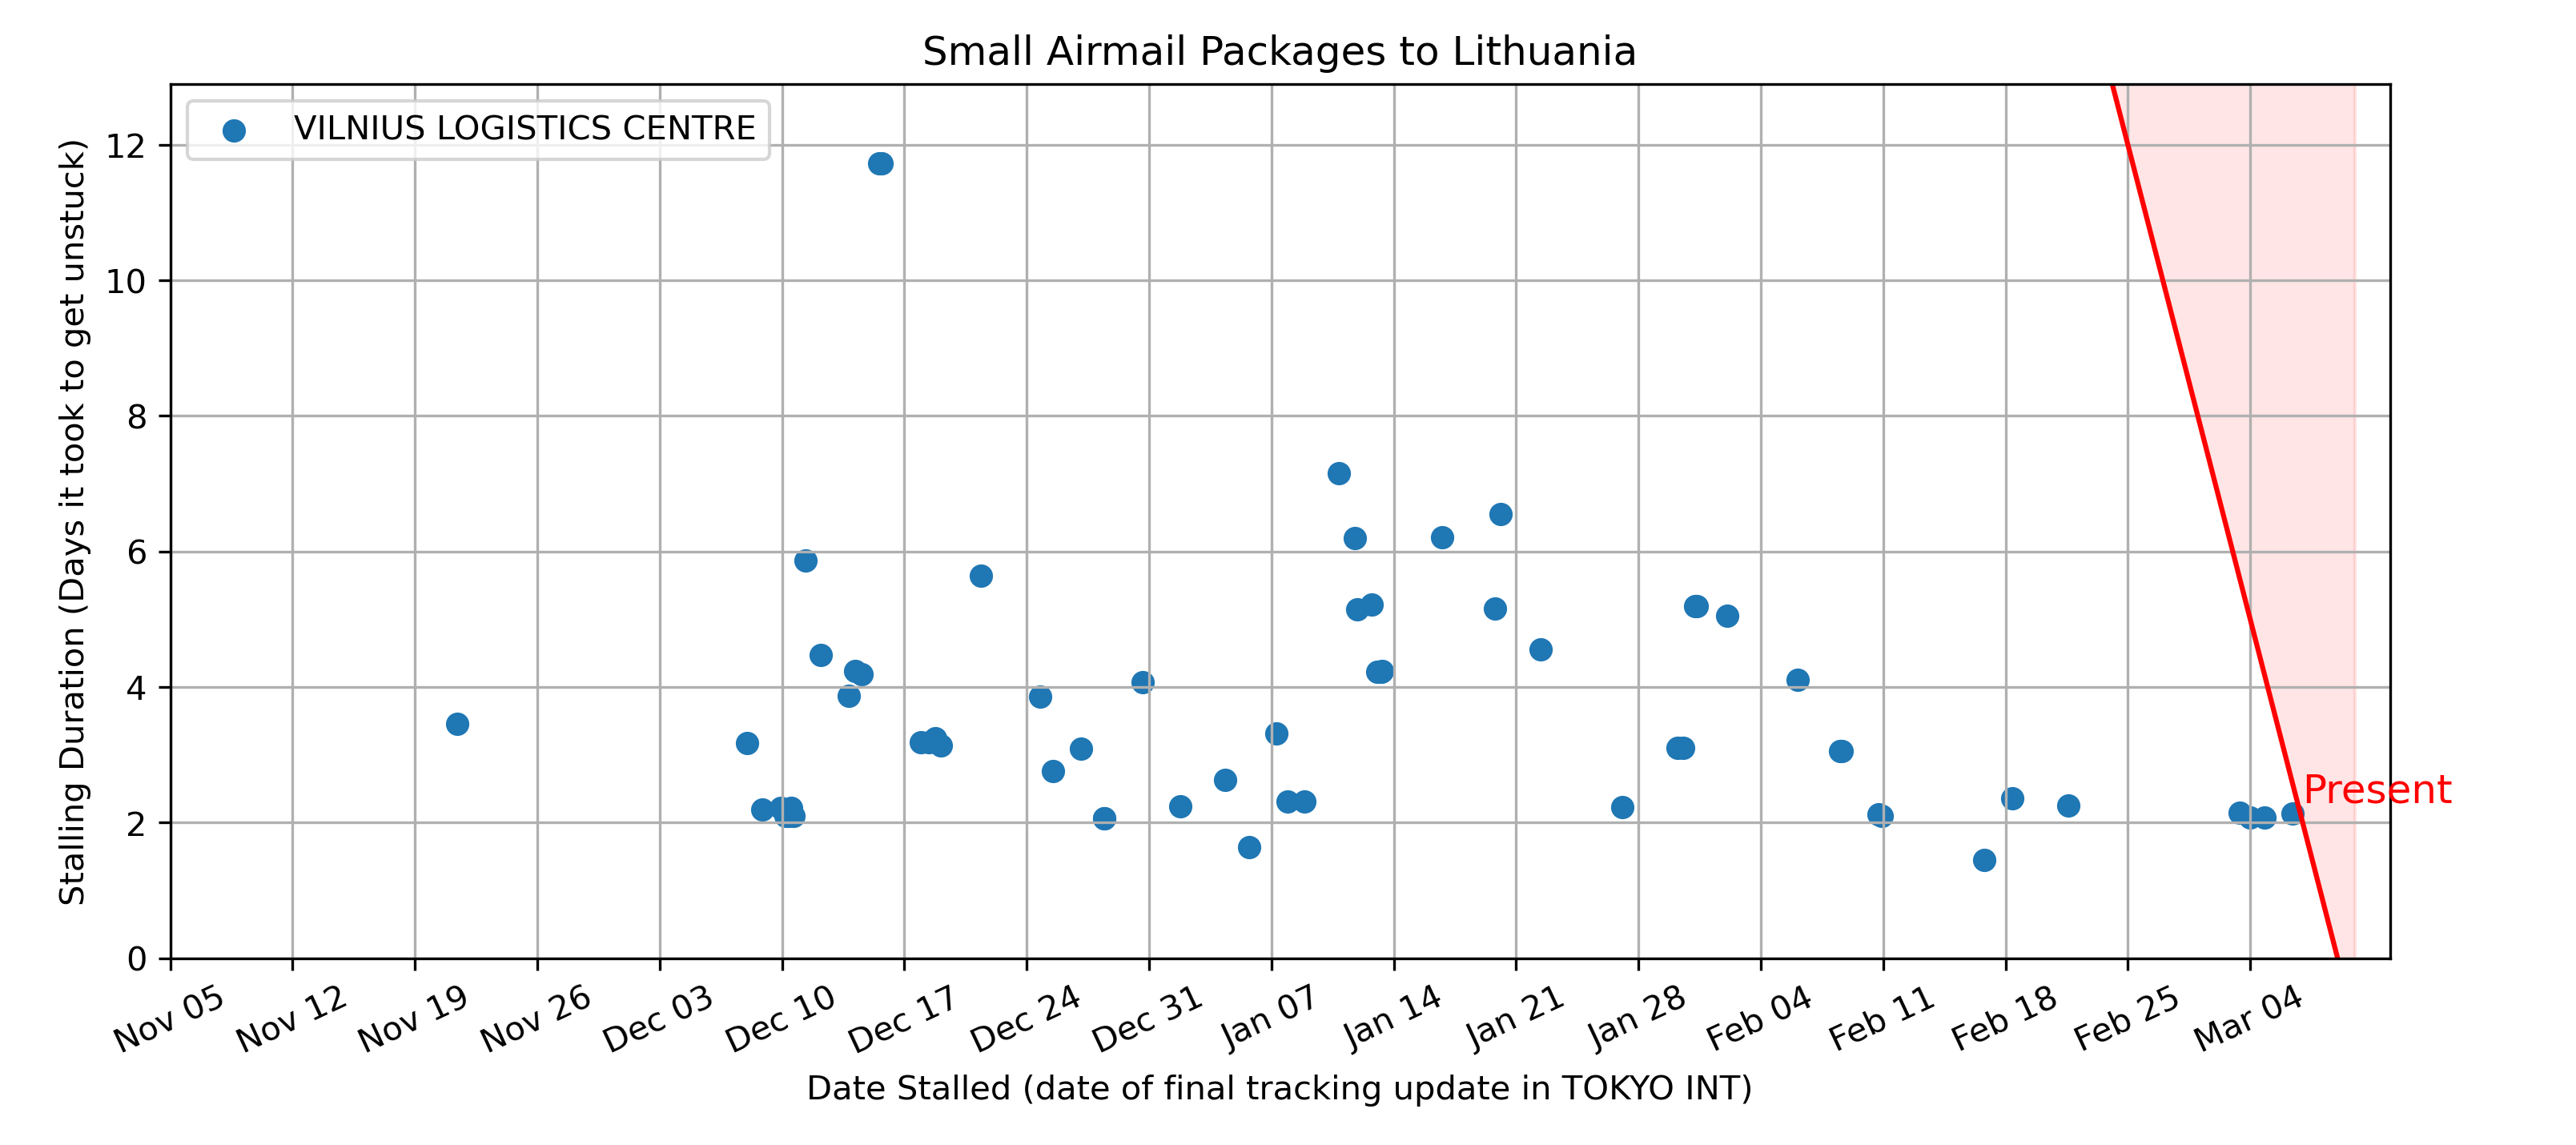 Small Airmail Packages to Lithuania
VILNIUS LOGISTICS CENTRE
Stalling Duration (Days it took to get unstuck)
12
10
8
6
4
2
0
Present
Nov 05
Nov 12
Nov 19
Nov 26
Dec 03
Dec 10
Dec 17
Dec 24
Dec 31
Jan 07
Jan 14
Jan 21
Jan 28
Feb 04
Feb 11
Feb 18
Feb 25
Mar 04
Date Stalled (date of final tracking update in TOKYO INT)